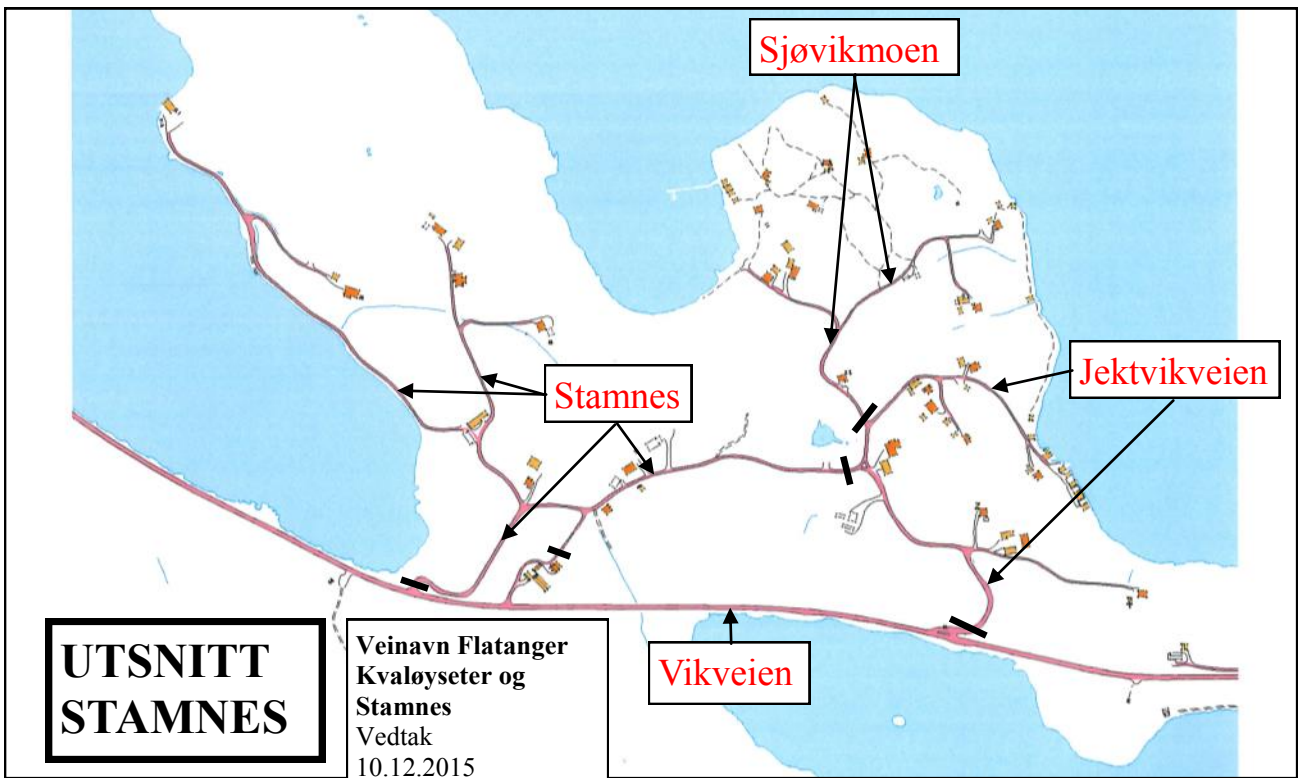 Sjøvikmoen
Jektvikveien
Stamnes
Vikveien
UTSNITT
STAMNES
Veinavn Flatanger
Kvaløyseter og
Stamnes
Vedtak
10.12.2015